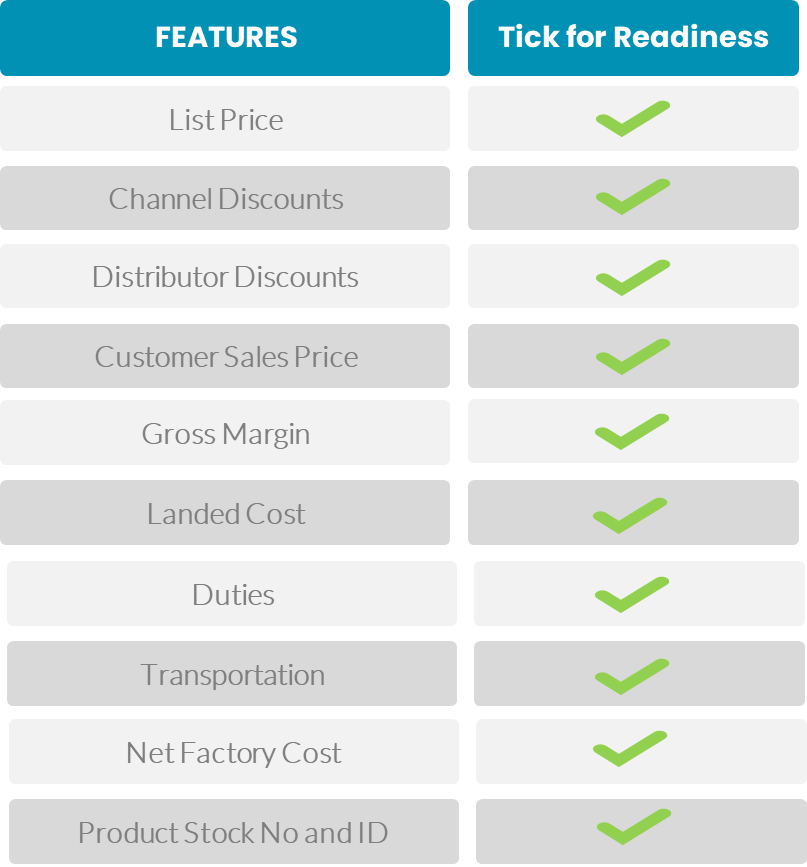 FEATURES Tick for Readiness
List Price
Channel Discounts
Distributor Discounts
Customer Sales Price
Gross Margin
Landed Cost
Duties
Transportation
Net Factory Cost
Product Stock No and ID